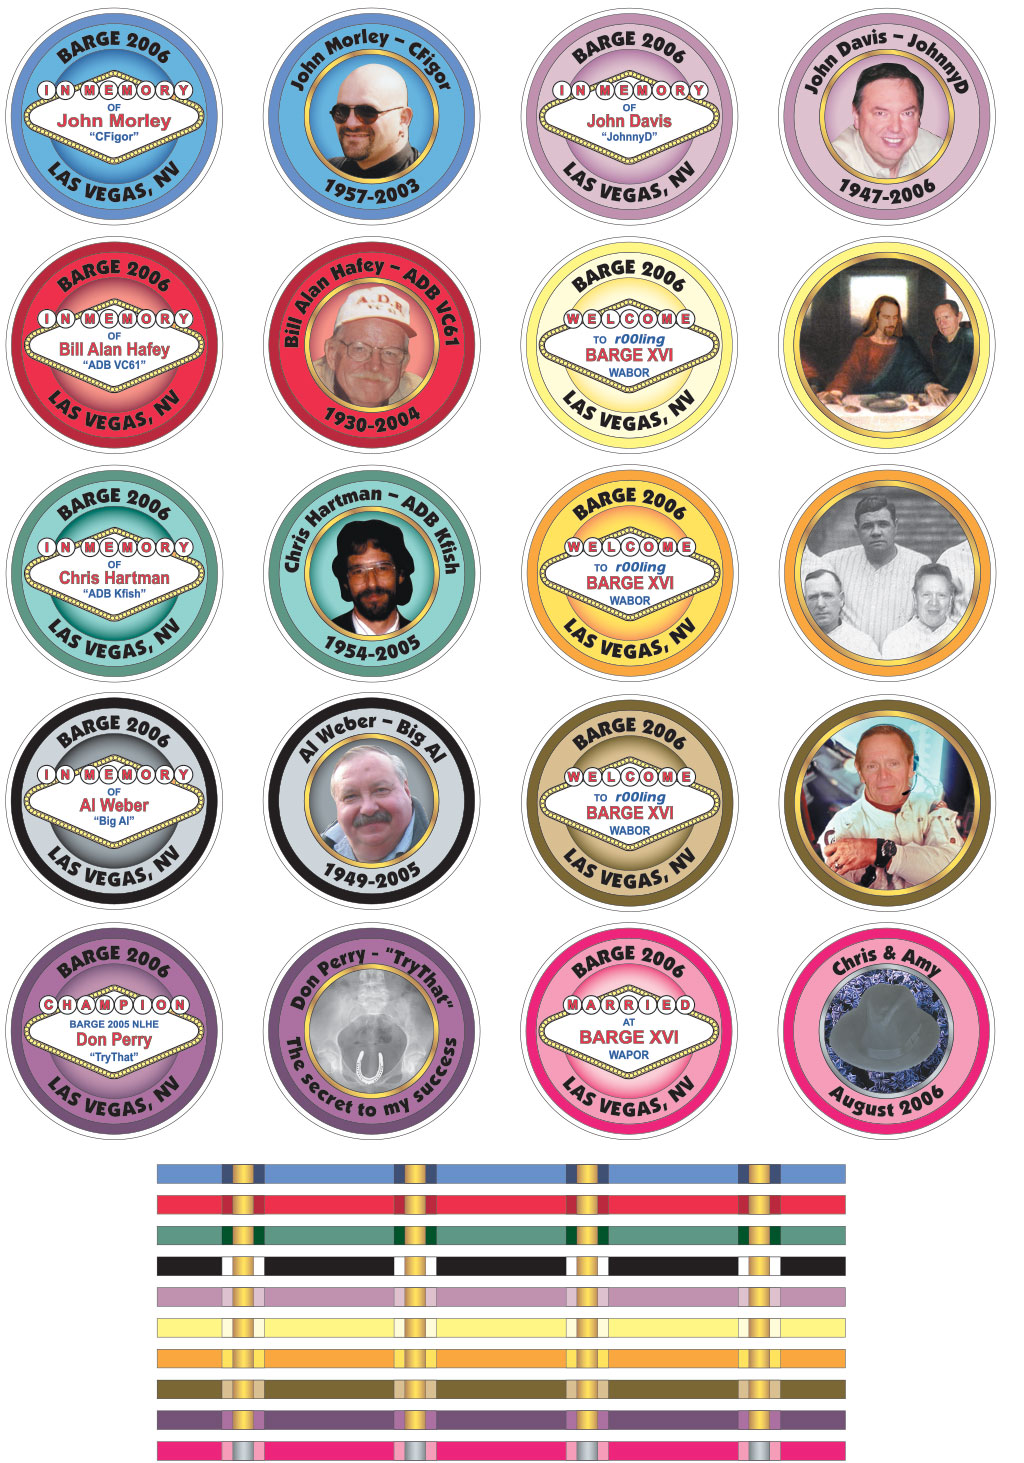 BARGE 2006
IN MEMORY
OF
John Morley
“CFigor”
LAS VEGAS, NV
John Morley – CFigor
1957-2003
BARGE 2006
IN MEMORY
OF
John Davis
“JohnnyD”
LAS VEGAS, NV
John Davis – JohnnyD
1947-2006
BARGE 2006
IN MEMORY
OF
Bill Alan Hafey
“ADB VC61”
LAS VEGAS, NV
Bill Alan Hafey – ADB VC61
A.D.B.
1930-2004
BARGE 2006
WELCOME
TO r00ling
BARGE XVI
WABOR
LAS VEGAS, NV
BARGE 2006
IN MEMORY
OF
Chris Hartman
“ADB Kfish”
LAS VEGAS, NV
Chris Hartman – ADB Kfish
1954-2005
BARGE 2006
WELCOME
TO r00ling
BARGE XVI
WABOR
LAS VEGAS, NV
BARGE 2006
IN MEMORY
OF
Al Weber
“Big Al”
LAS VEGAS, NV
Al Weber – Big Al
1949-2005
BARGE 2006
WELCOME
TO r00ling
BARGE XVI
WABOR
LAS VEGAS, NV
BARGE 2006
CHAMPION
BARGE 2005 NLHE
Don Perry
“TryThat”
LAS VEGAS, NV
Don Perry - "TryThat"
The secret to my success
BARGE 2006
MARRIED
AT
BARGE XVI
WAPOR
LAS VEGAS, NV
Chris & Amy
August 2006